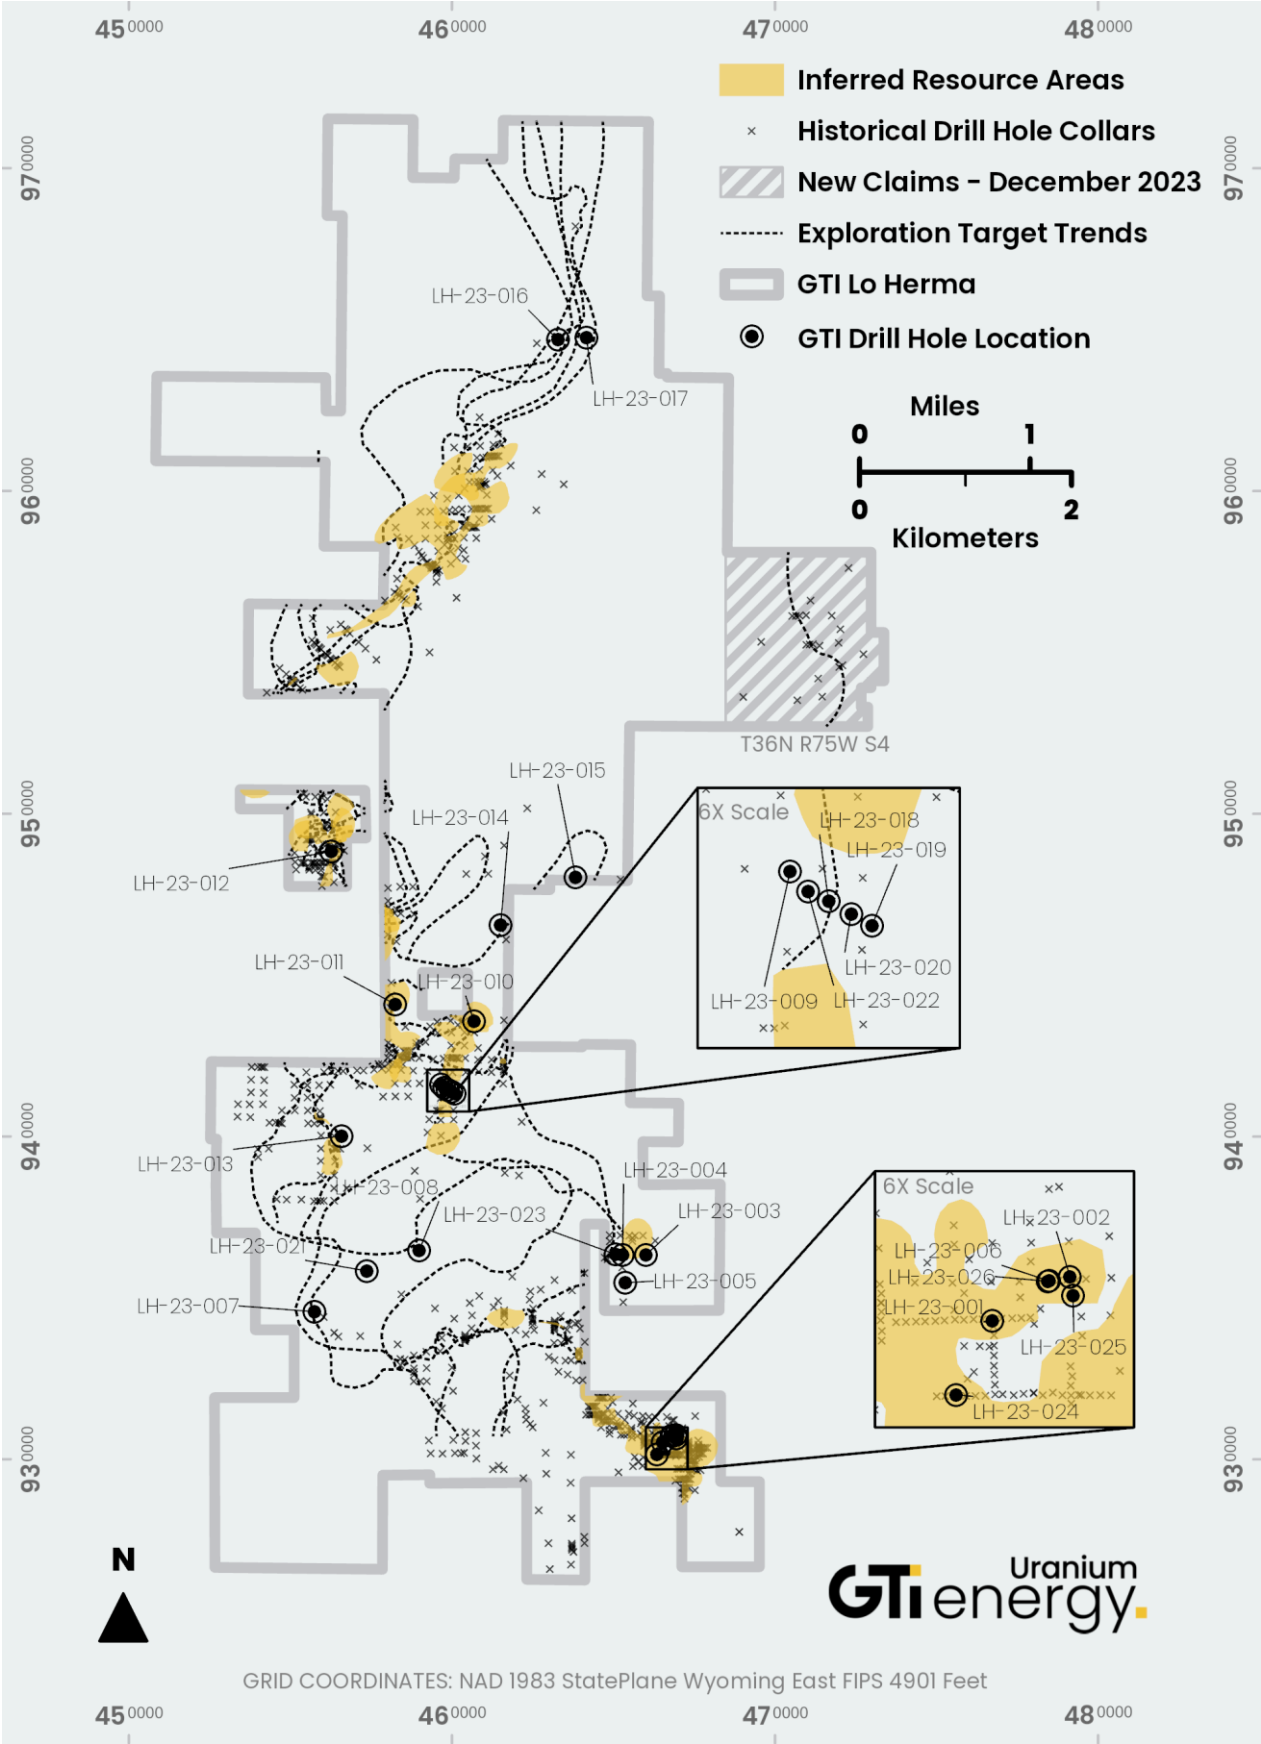 450000 460000 470000 480000
Inferred Resource Areas
Historical Drill Hole Collars
New Claims - December 2023
Exploration Target Trends
GTI Lo Herma
GTI Drill Hole Location
970000
970000
LH-23-016
LH-23-017
Miles
0 1
0 2
Kilometers
960000
960000
T36N R75W S4
LH-23-015
LH-23-014
950000
950000
6X Scale
LH-23-018
LH-23-019
LH-23-020
LH-23-009 LH-23-022
LH-23-012
LH-23-011
LH-23-010
940000
940000
LH-23-013
LH-23-008
LH-23-004
LH-23-003
LH-23-023
LH-23-021
LH-23-005
LH-23-007
6X Scale
LH-23-002
LH-23-006
LH-23-026
LH-23-001
LH-23-025
LH-23-024
930000
930000
N
GTi Uranium
energy.
GRID COORDINATES: NAD 1983 StatePlane Wyoming East FIPS 4901 Feet
450000 460000 470000 480000